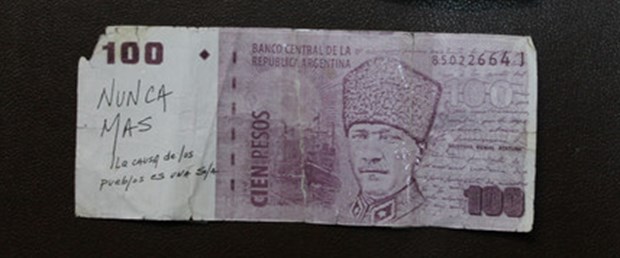 100
BANCO CENTRAL DE LA
REPUBLICA ARGENTINA
85022664 J
NUNCA
MAS
La causa de los
pueblos es una sola
CIEN PESOS
100
100